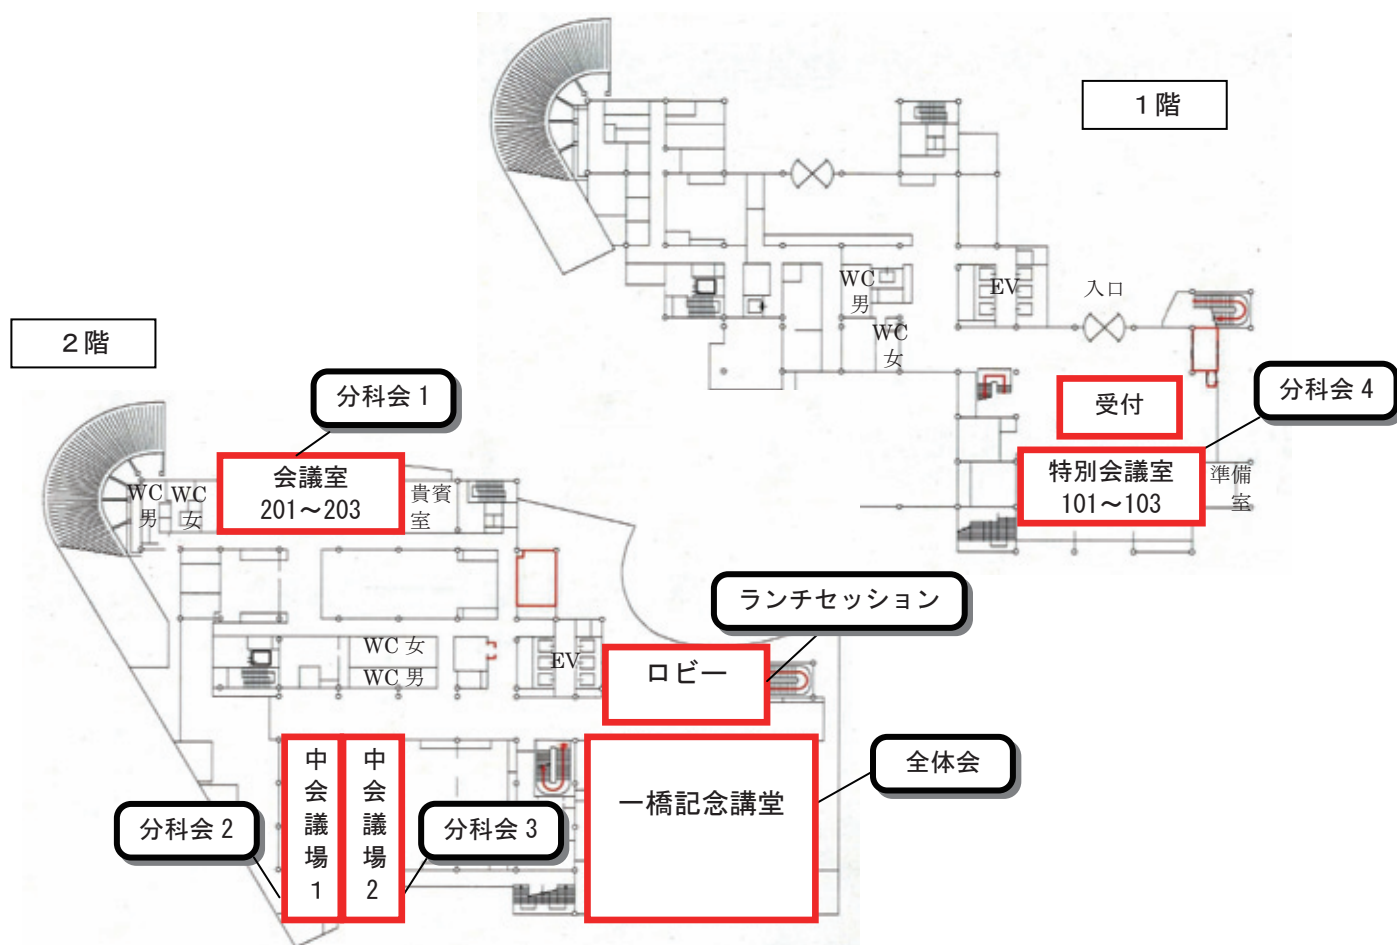 1階
WC
男
WC
女
EV
入口
受付
分科会4
特別会議室
101～103
準備
室
2階
分科会1
WC
男
WC
女
会議室
201～203
貴賓
室
ランチセッション
WC 女
WC 男
EV
ロビー
中会議場1
中会議場2
分科会2
分科会3
一橋記念講堂
全体会